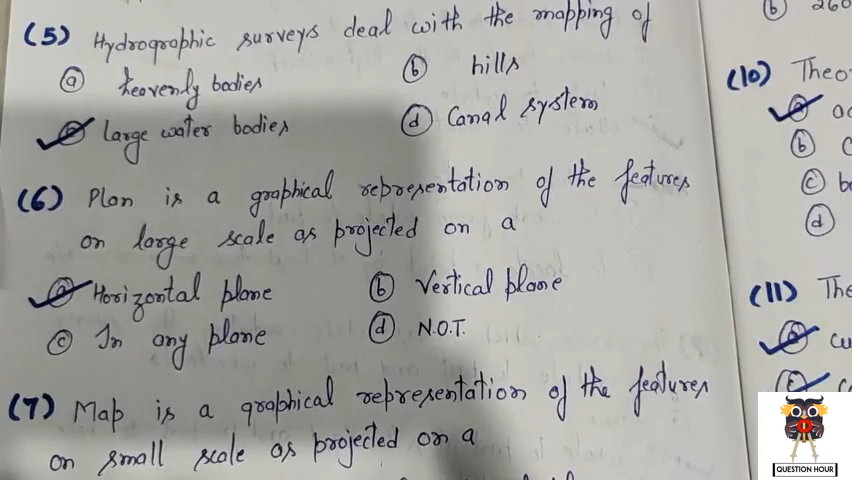 (5) Hydrographic surveys deal with the mapping of
(a) heavenly bodies (b) hills
(c) large water bodies (d) Canal system
(6) Plan is a graphical representation of the features
on large scale as projected on a
(a) Horizontal plane (b) Vertical plane
(c) In any plane (d) N.O.T.
(7) Map is a graphical representation of the features
on small scale as projected on a
(b) 260
(10) Theo
(a)
(b)
(c)
(d)
(11) The
(a) cu
QUESTION HOUR